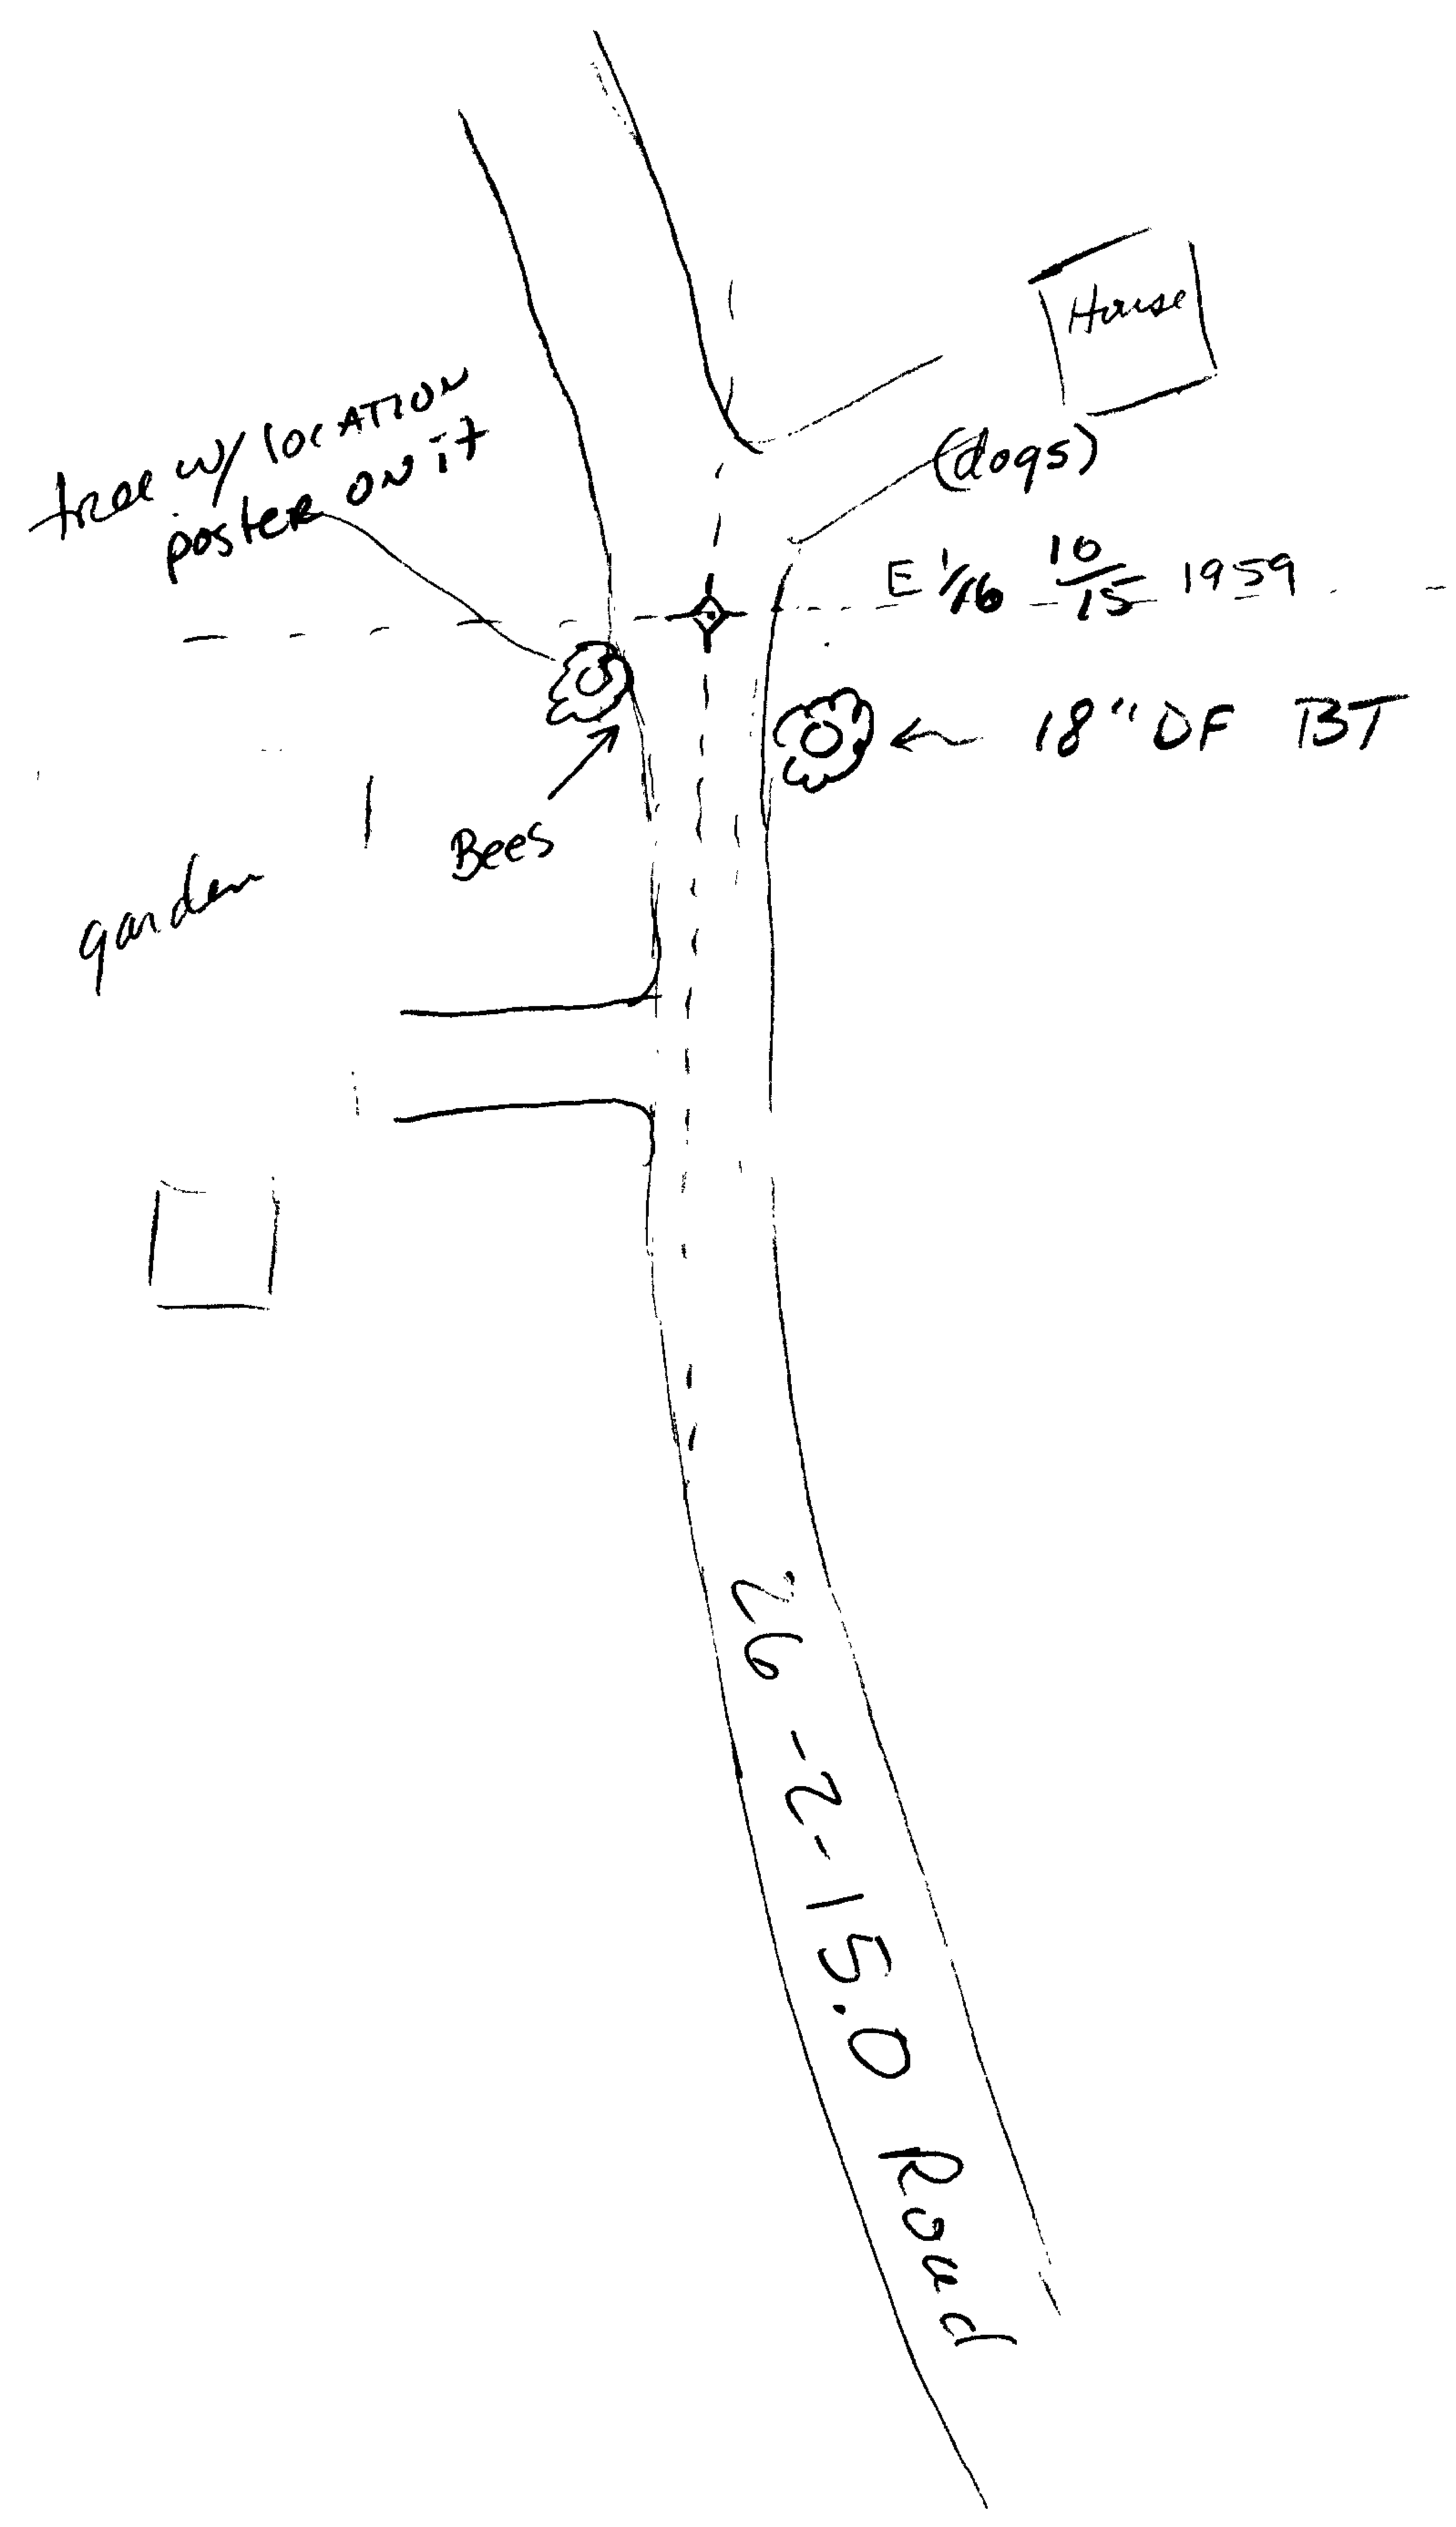 House
tree w/ LOCATION
poster ON it
(dogs)
E 1/16 10/15 1959
18" DF BT
Bees
garden
26-2-15.0 Road